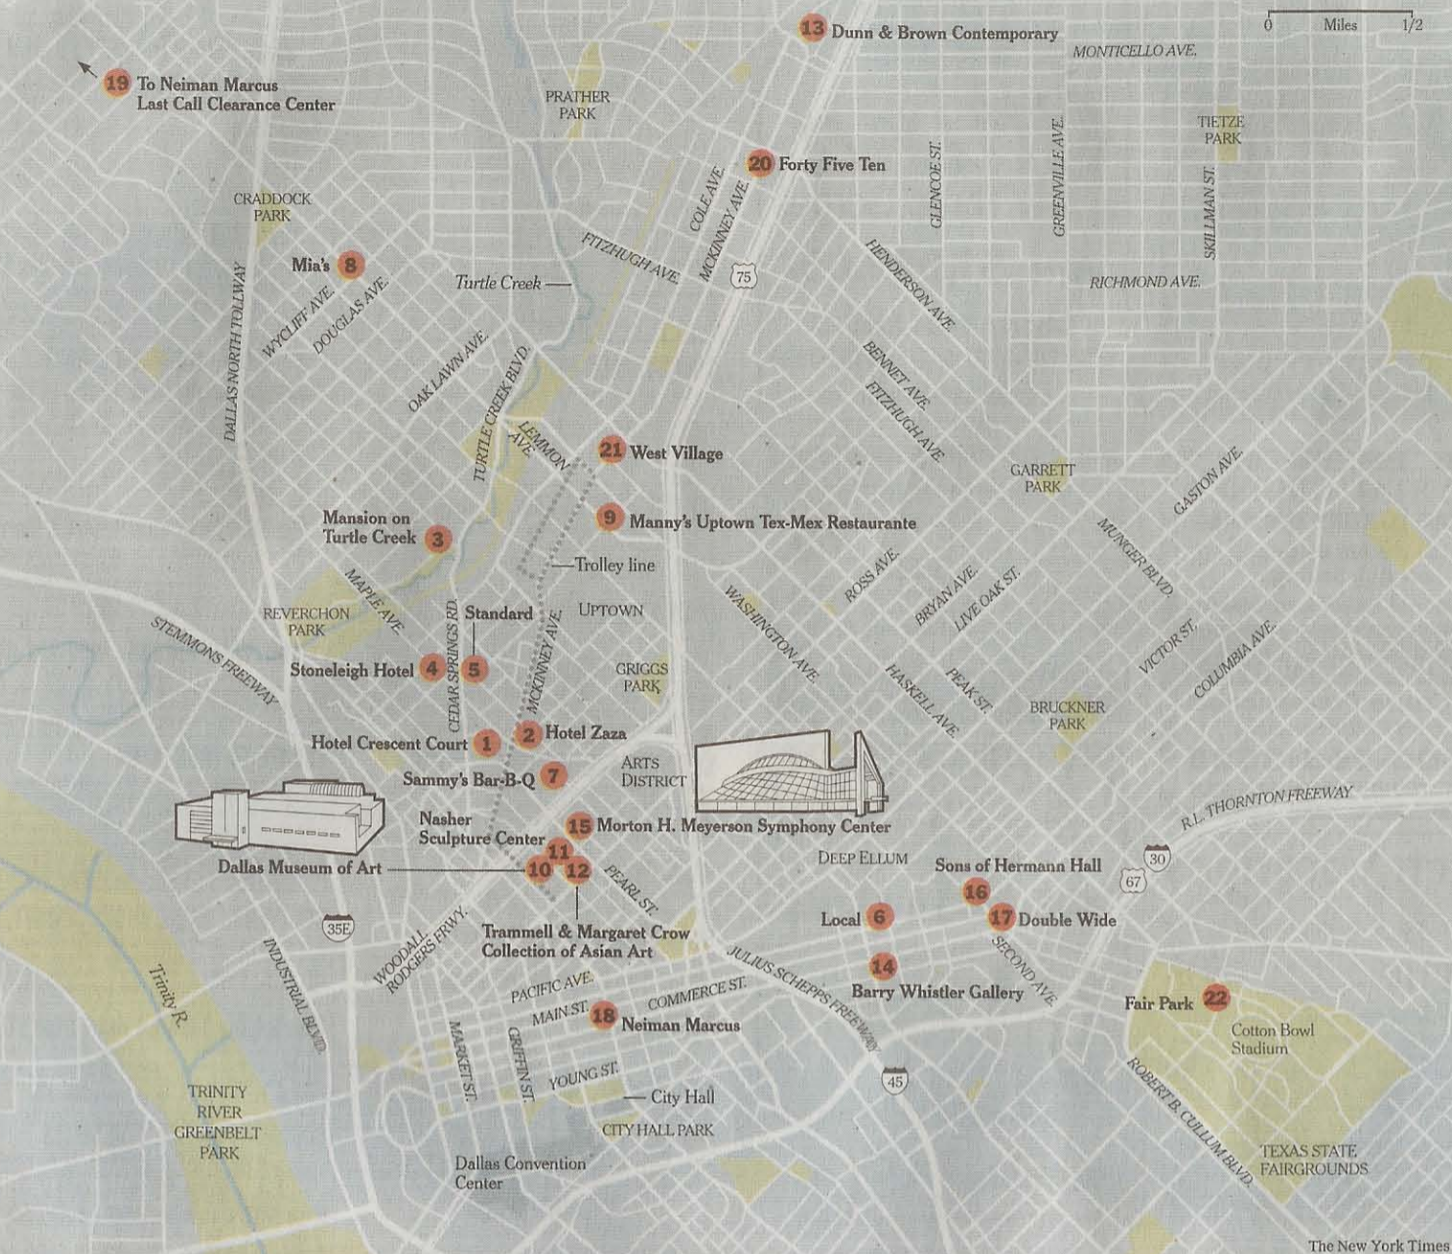 13 Dunn & Brown Contemporary
0 Miles 1/2
MONTICELLO AVE.
19 To Neiman Marcus
Last Call Clearance Center
PRATHER
PARK
TIETZE
PARK
20 Forty Five Ten
GLENCOE ST.
GREENVILLE AVE.
SKILLMAN ST.
COLE AVE.
MCKINNEY AVE.
CRADDOCK
PARK
FITZHUGH AVE.
HENDERSON AVE.
Mia's 8
Turtle Creek
75
RICHMOND AVE.
WYCLIFF AVE.
DOUGLAS AVE.
DALLAS NORTH TOLLWAY
OAK LAWN AVE.
TURTLE CREEK BLVD.
BENNET AVE.
FITZHUGH AVE.
LEMMON
AVE.
21 West Village
GARRETT
PARK
GASTON AVE.
Mansion on
Turtle Creek 3
9 Manny's Uptown Tex-Mex Restaurante
MUNGER BLVD.
Trolley line
ROSS AVE.
BRYAN AVE.
LIVE OAK ST.
MAPLE AVE.
REVERCHON
PARK
CEDAR SPRINGS RD.
Standard
5
UPTOWN
WASHINGTON AVE.
STEMMONS FREEWAY
Stoneleigh Hotel 4
MCKINNEY AVE.
GRIGGS
PARK
HASKELL AVE.
PEAK ST.
VICTOR ST.
COLUMBIA AVE.
BRUCKNER
PARK
Hotel Crescent Court 1
2 Hotel Zaza
Sammy's Bar-B-Q 7
ARTS
DISTRICT
R.L. THORNTON FREEWAY
Nasher
Sculpture Center
11
15 Morton H. Meyerson Symphony Center
Dallas Museum of Art 10
12
PEARL ST.
DEEP ELLUM
Sons of Hermann Hall
16
30
67
Trammell & Margaret Crow
Collection of Asian Art
Local 6
17 Double Wide
35E
WOODALL
RODGERS FRWY.
INDUSTRIAL BLVD.
Trinity R.
JULIUS SCHEPPS FREEWAY
SECOND AVE.
14
Barry Whistler Gallery
PACIFIC AVE.
MAIN ST.
COMMERCE ST.
18 Neiman Marcus
Fair Park 22
Cotton Bowl
Stadium
MARKET ST.
GRIFFIN ST.
YOUNG ST.
45
City Hall
CITY HALL PARK
TRINITY
RIVER
GREENBELT
PARK
ROBERT B. CULLUM BLVD.
Dallas Convention
Center
TEXAS STATE
FAIRGROUNDS
The New York Times